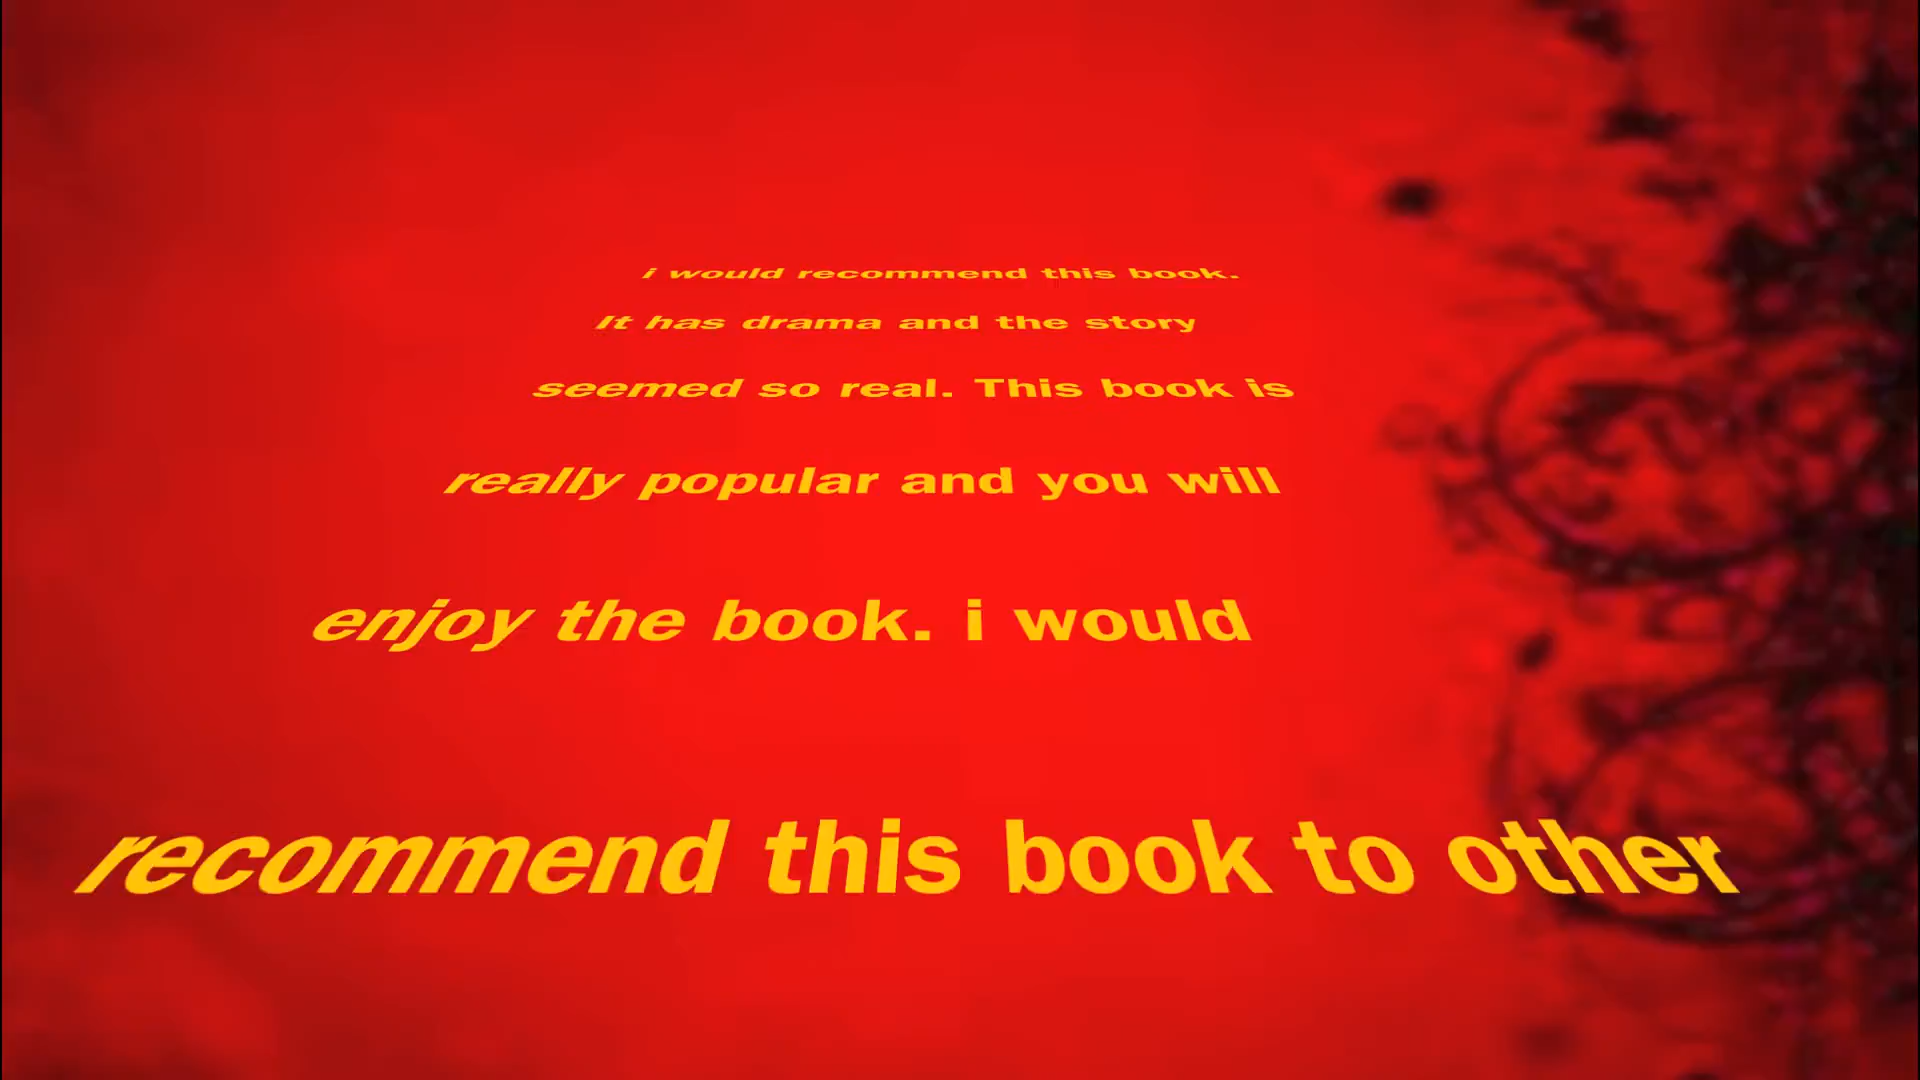 i would recommend this book.
It has drama and the story
seemed so real. This book is
really popular and you will
enjoy the book. i would
recommend this book to other